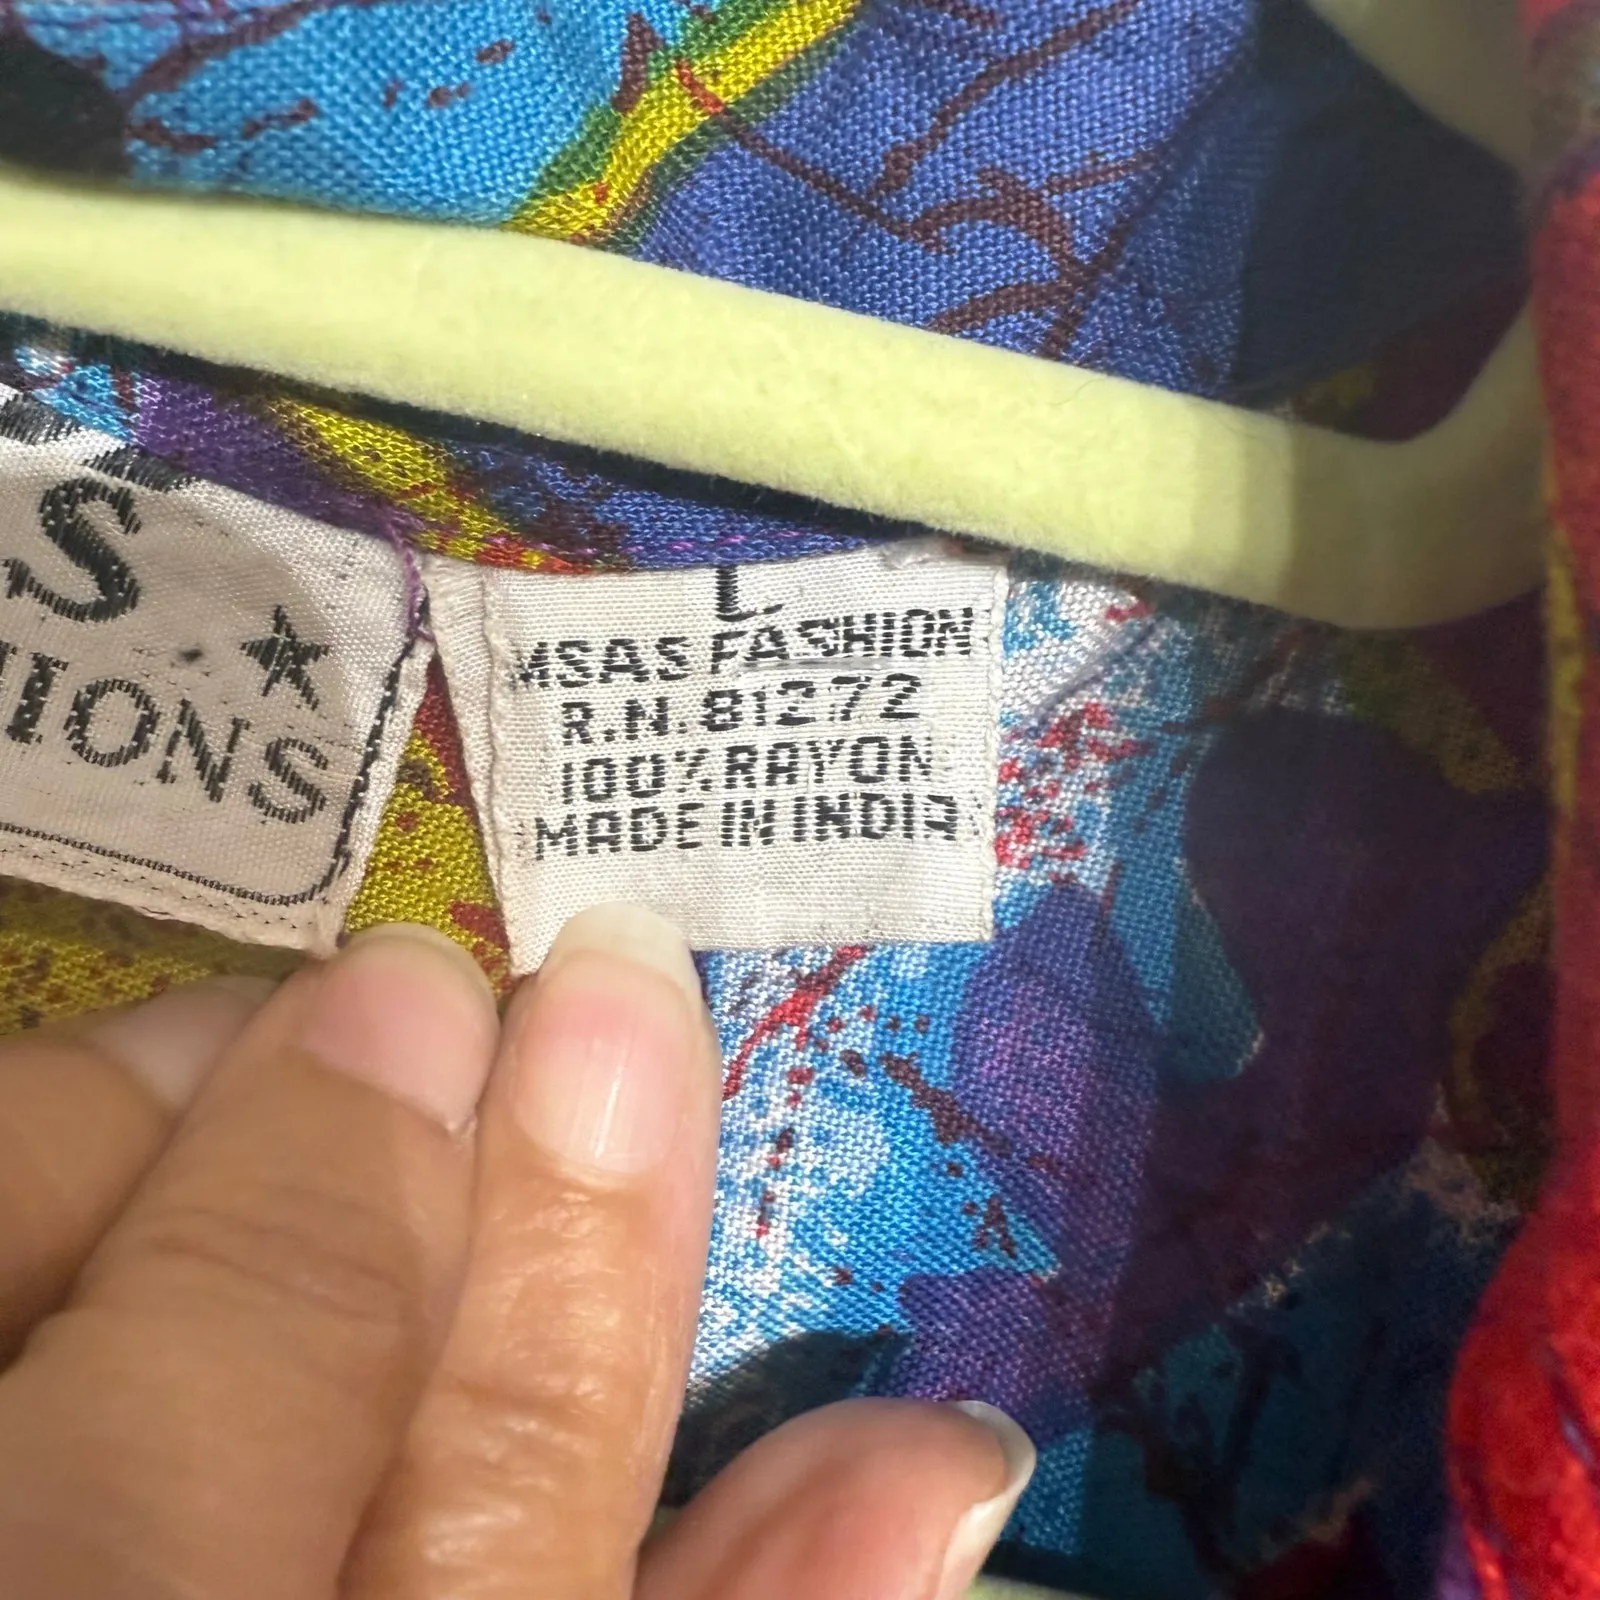 S
IONS
L
MSAS FASHION
R.N. 81272
100% RAYON
MADE IN INDIA